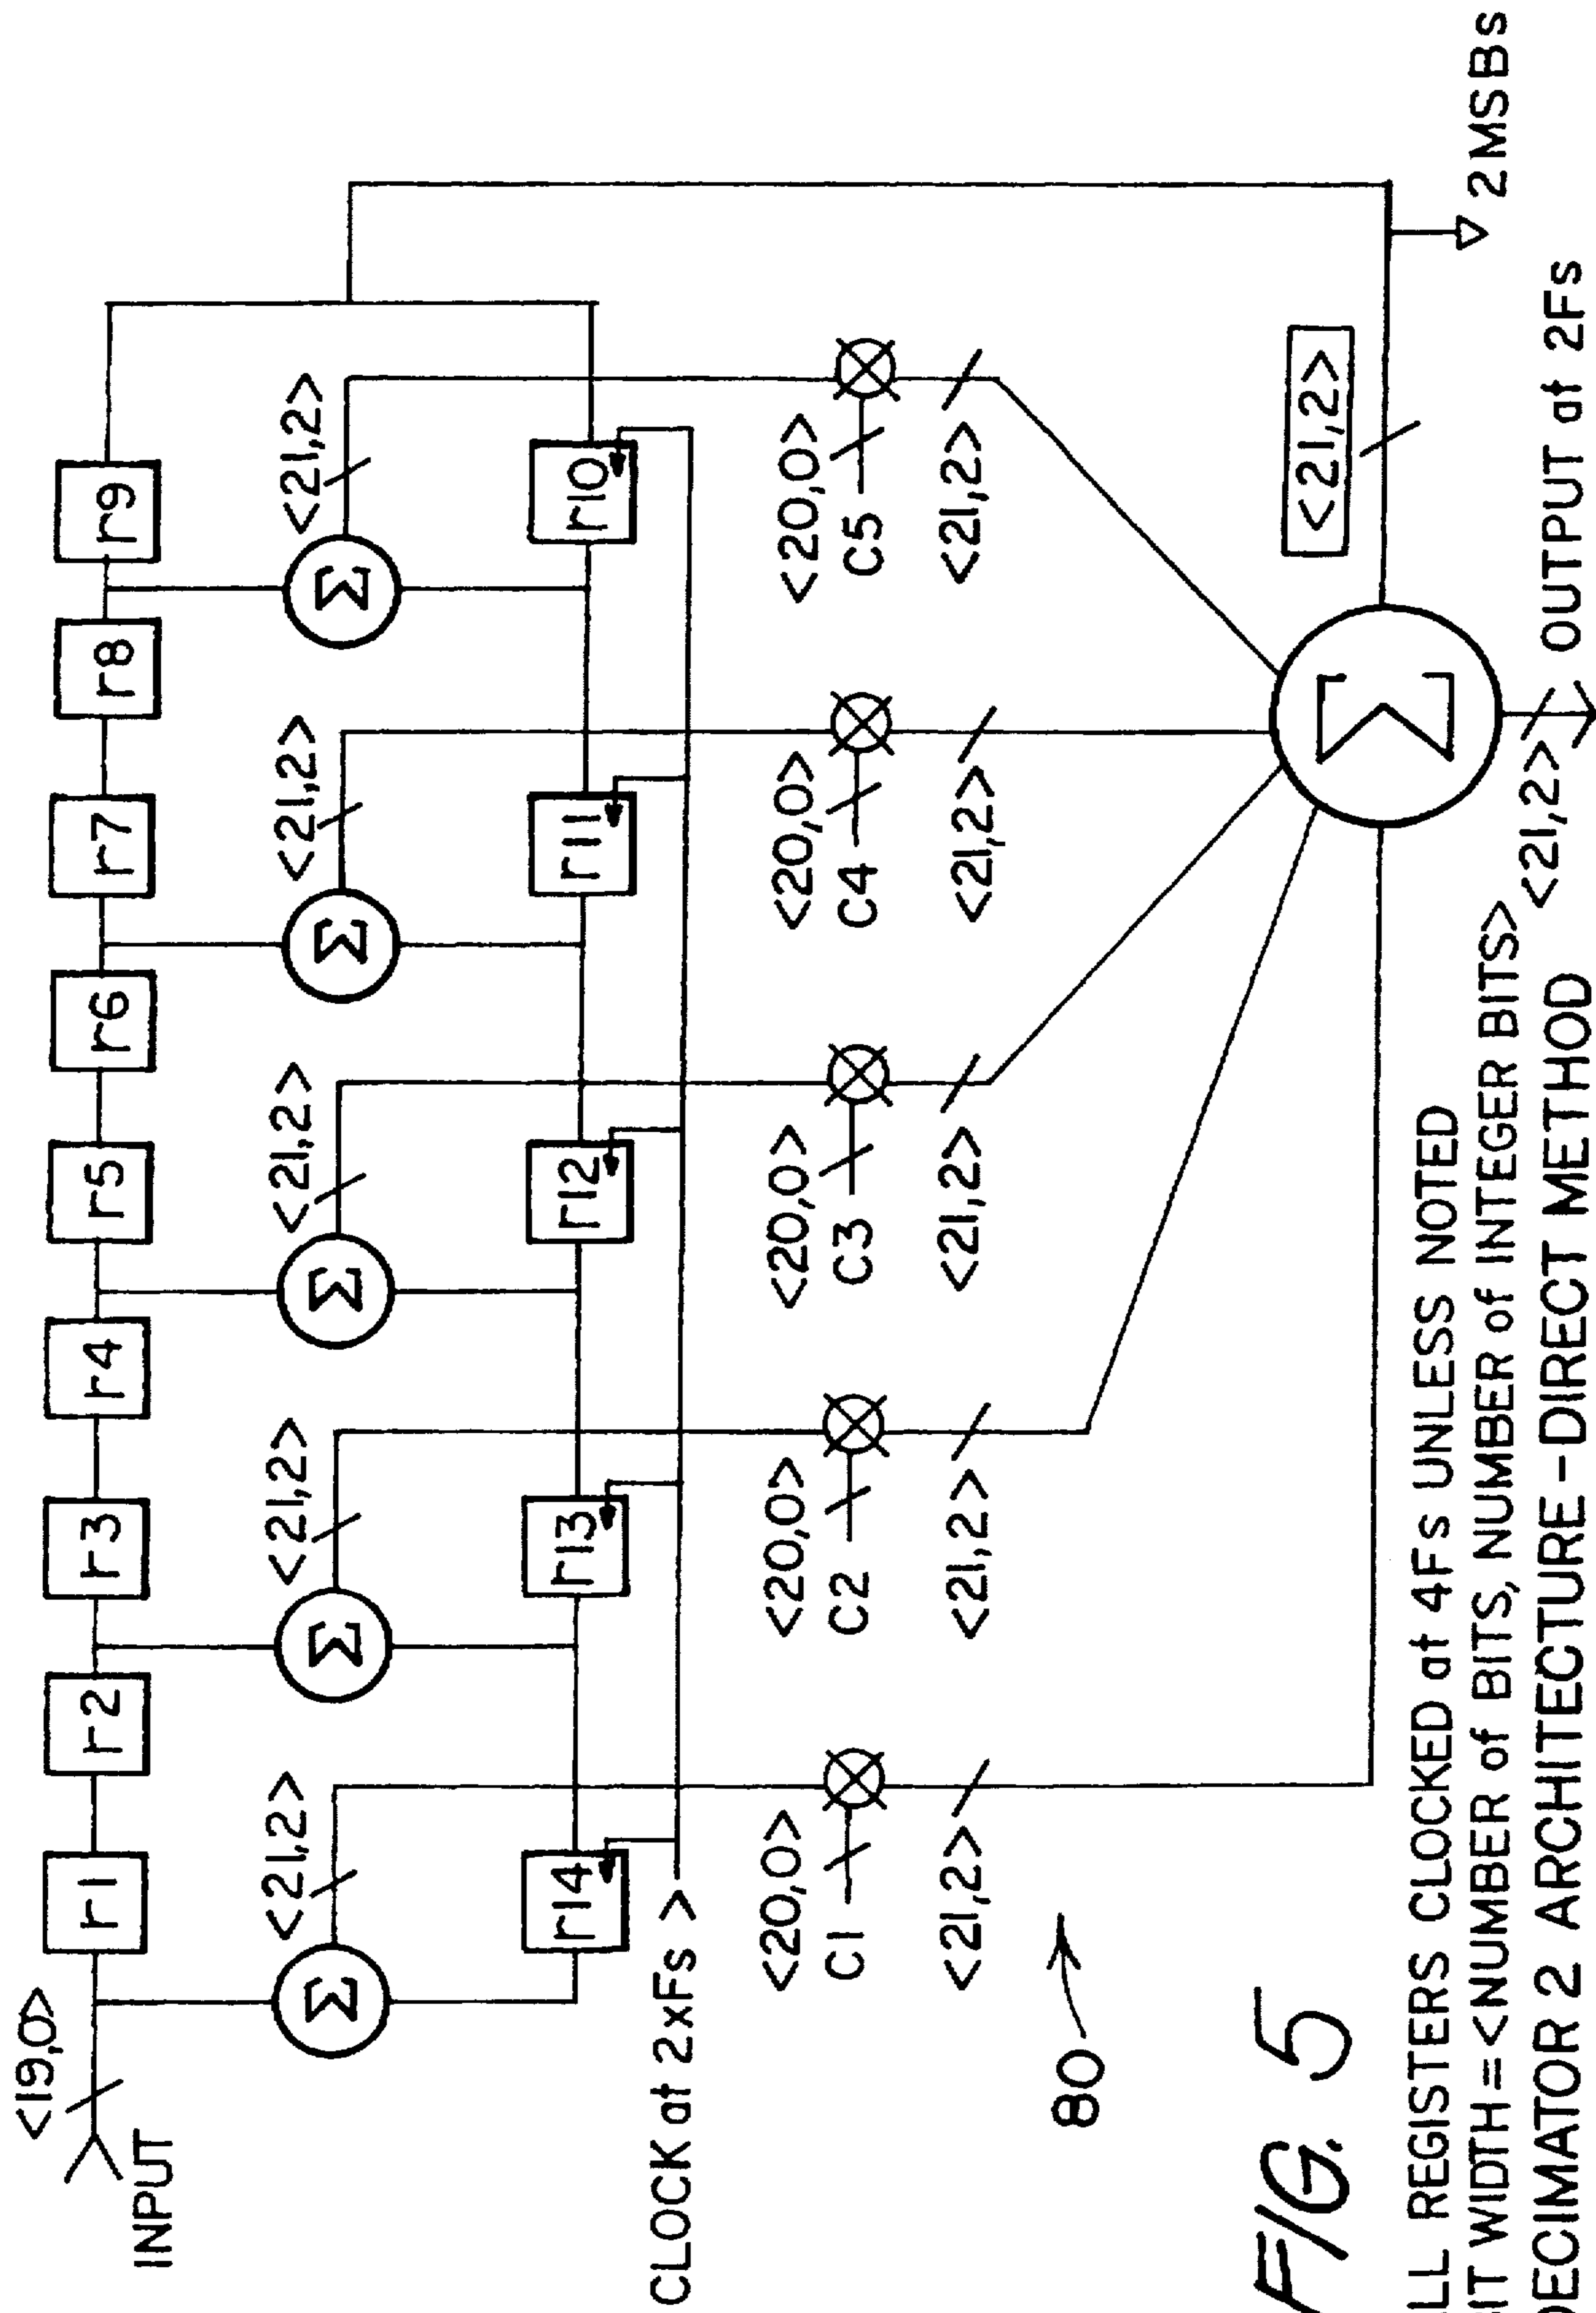 <19,0>
INPUT
r1 r2 r3 r4 r5 r6 r7 r8 r9
<21,2> <21,2> <21,2> <21,2> <21,2>
Σ Σ Σ Σ Σ
r14 r13 r12 r11 r10
CLOCK at 2xFs >
<20,0> <20,0> <20,0> <20,0> <20,0>
C1 C2 C3 C4 C5
<21,2> <21,2> <21,2> <21,2> <21,2>
80
<21,2>
Σ
2MSBs
FIG. 5
LL REGISTERS CLOCKED at 4Fs UNLESS NOTED
IT WIDTH=<NUMBER of BITS, NUMBER of INTEGER BITS>
<21,2> OUTPUT at 2Fs
DECIMATOR 2 ARCHITECTURE-DIRECT METHOD